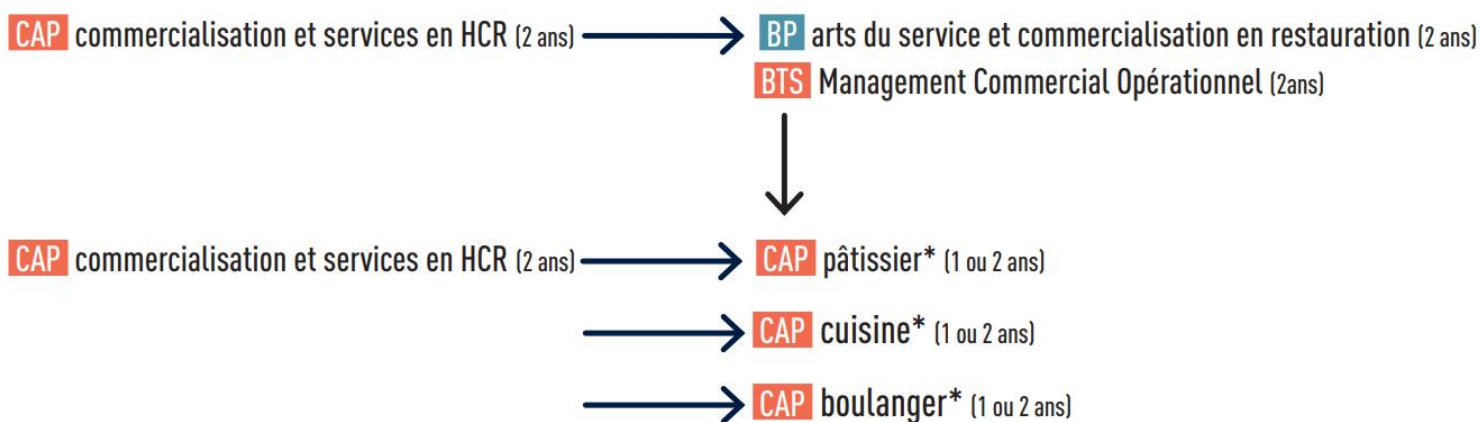 CAP commercialisation et services en HCR (2 ans) BP arts du service et commercialisation en restauration (2 ans)
BTS Management Commercial Opérationnel (2ans)
CAP commercialisation et services en HCR (2 ans) CAP pâtissier* (1 ou 2 ans)
CAP cuisine* (1 ou 2 ans)
CAP boulanger* (1 ou 2 ans)